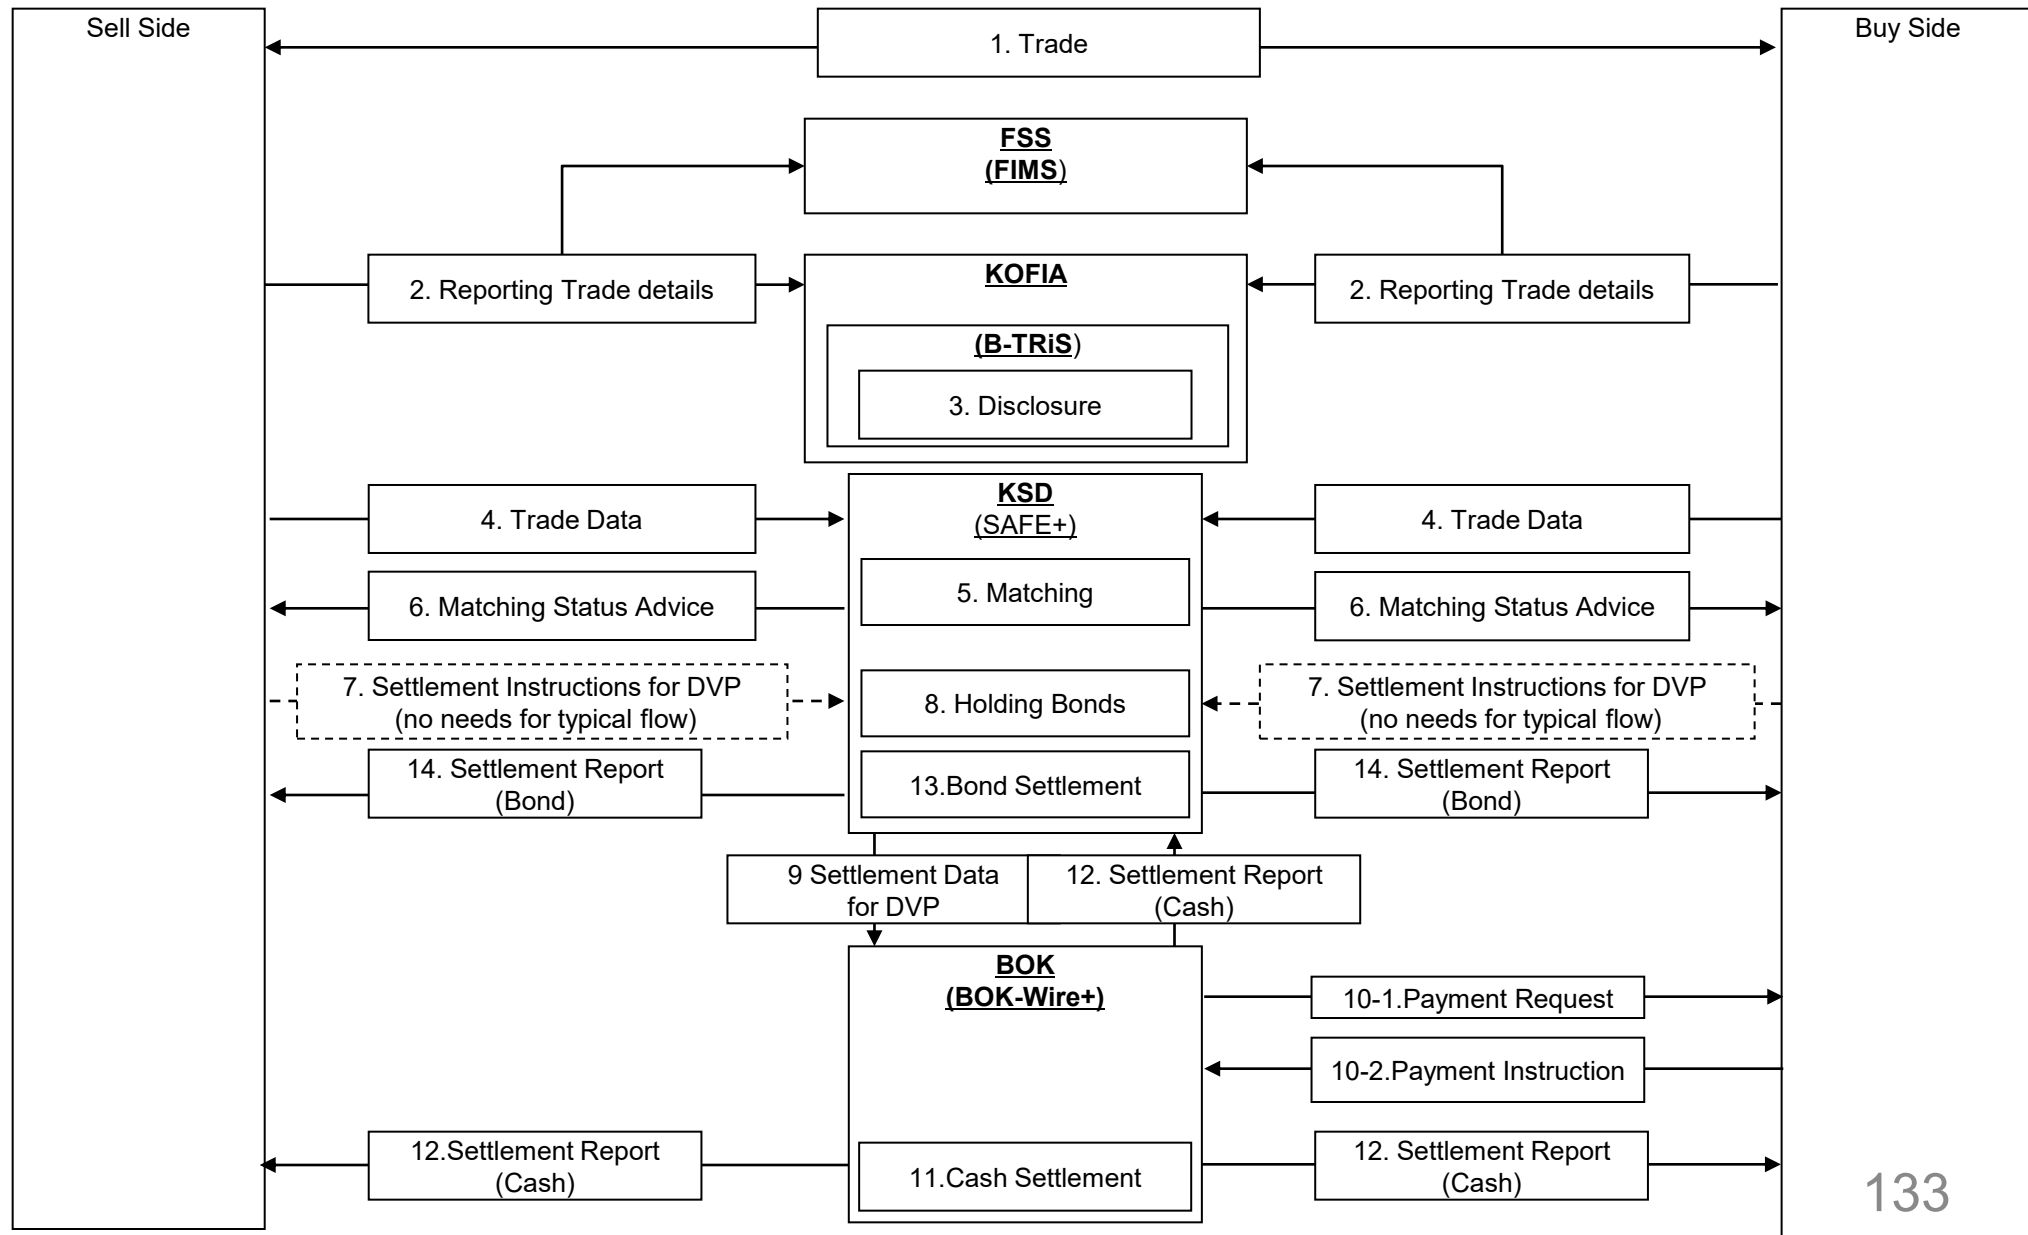 Sell Side
1. Trade
Buy Side
FSS
(FIMS)
2. Reporting Trade details
KOFIA
2. Reporting Trade details
(B-TRiS)
3. Disclosure
KSD
(SAFE+)
4. Trade Data
4. Trade Data
5. Matching
6. Matching Status Advice
6. Matching Status Advice
7. Settlement Instructions for DVP
(no needs for typical flow)
8. Holding Bonds
7. Settlement Instructions for DVP
(no needs for typical flow)
14. Settlement Report
(Bond)
13.Bond Settlement
14. Settlement Report
(Bond)
9 Settlement Data
for DVP
12. Settlement Report
(Cash)
BOK
(BOK-Wire+)
10-1.Payment Request
10-2.Payment Instruction
12.Settlement Report
(Cash)
11.Cash Settlement
12. Settlement Report
(Cash)
133